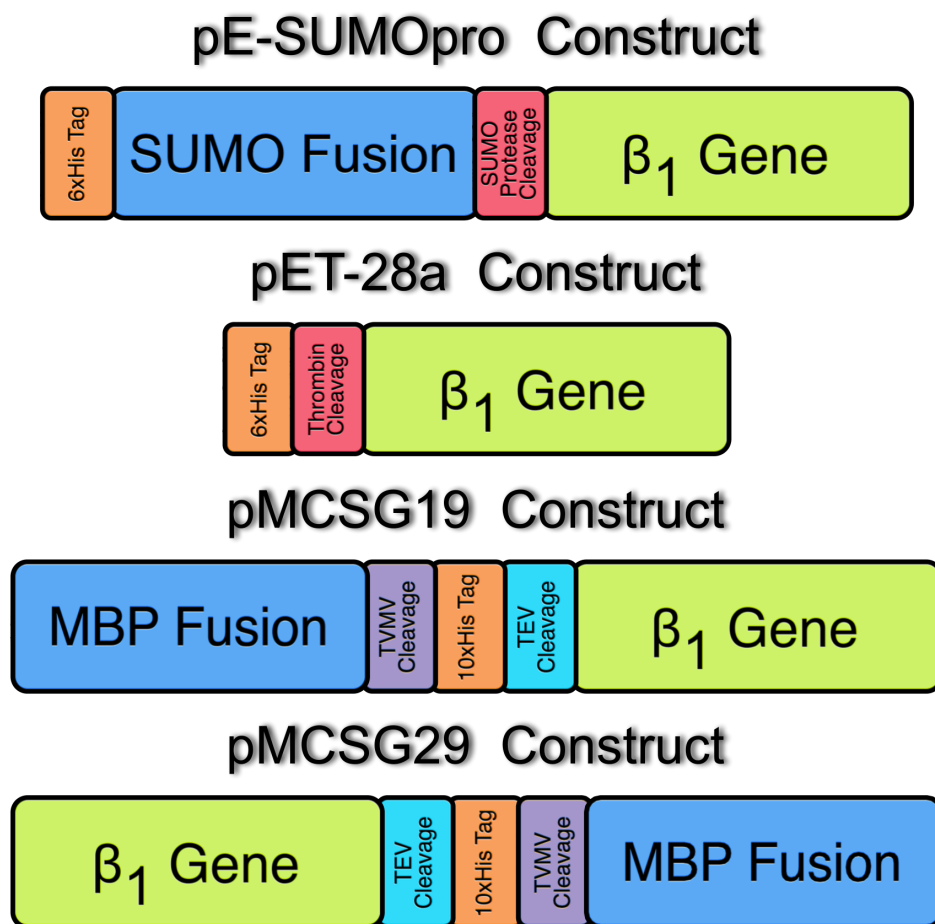 pE-SUMOpro Construct
6xHis Tag
SUMO Fusion
SUMO
Protease
Cleavage
β1 Gene
pET-28a Construct
6xHis Tag
Thrombin
Cleavage
β1 Gene
pMCSG19 Construct
MBP Fusion
TVMV
Cleavage
10xHis Tag
TEV
Cleavage
β1 Gene
pMCSG29 Construct
β1 Gene
TEV
Cleavage
10xHis Tag
TVMV
Cleavage
MBP Fusion